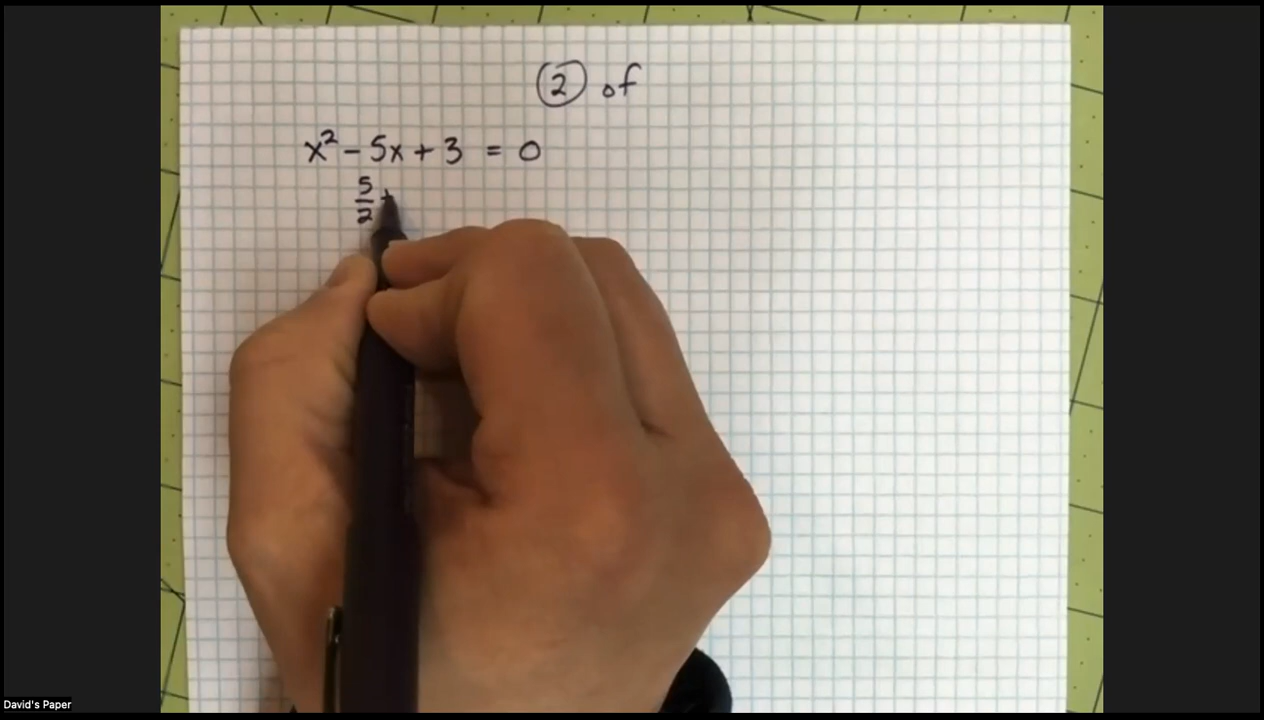 ② of
x² - 5x + 3 = 0
5/2 +
David's Paper